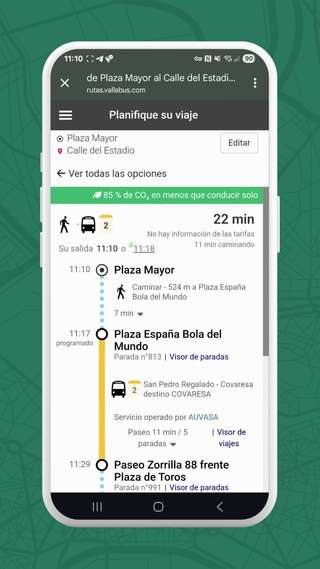 11:10
90
de Plaza Mayor al Calle del Estadi...
rutas.vallabus.com
Planifique su viaje
Plaza Mayor
Calle del Estadio
Editar
← Ver todas las opciones
85 % de CO₂ en menos que conducir solo
2
22 min
No hay información de las tarifas
11 min caminando
Su salida 11:10 o 11:18
11:10 Plaza Mayor
Caminar - 524 m a Plaza España
Bola del Mundo
7 min
11:17 Plaza España Bola del
programado Mundo
Parada n°813 | Visor de paradas
2 San Pedro Regalado - Covaresa
destino COVARESA
Servicio operado por AUVASA
Paseo 11 min / 5 | Visor de
paradas viajes
11:29 Paseo Zorrilla 88 frente
Plaza de Toros
Parada n°991 | Visor de paradas